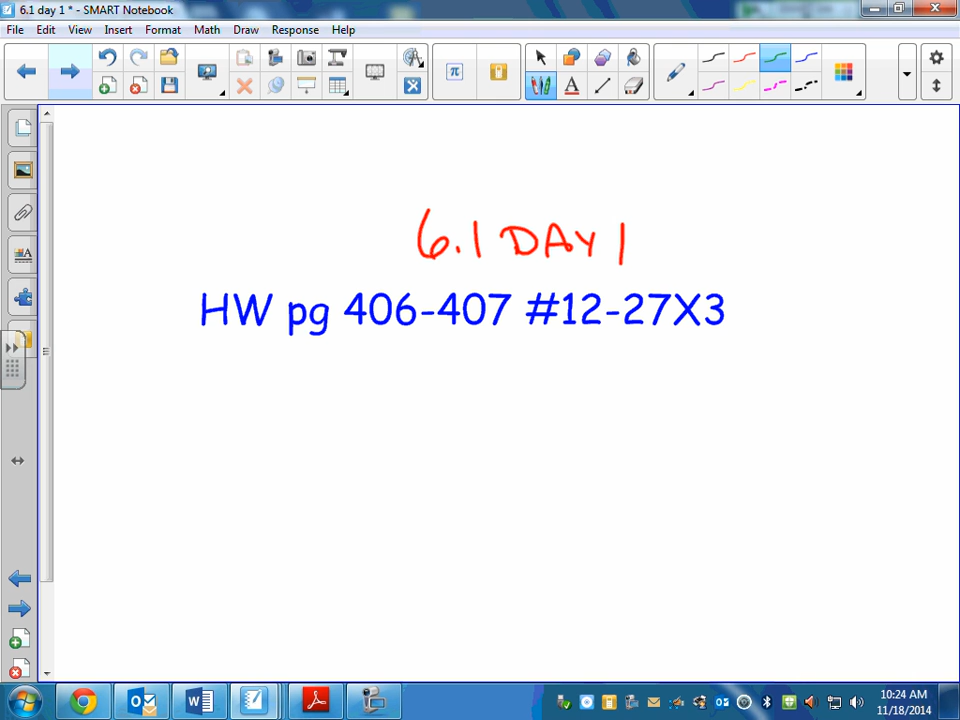 6.1 day 1 * - SMART Notebook
File Edit View Insert Format Math Draw Response Help
6.1 DAY 1
HW pg 406-407 #12-27X3
10:24 AM
11/18/2014